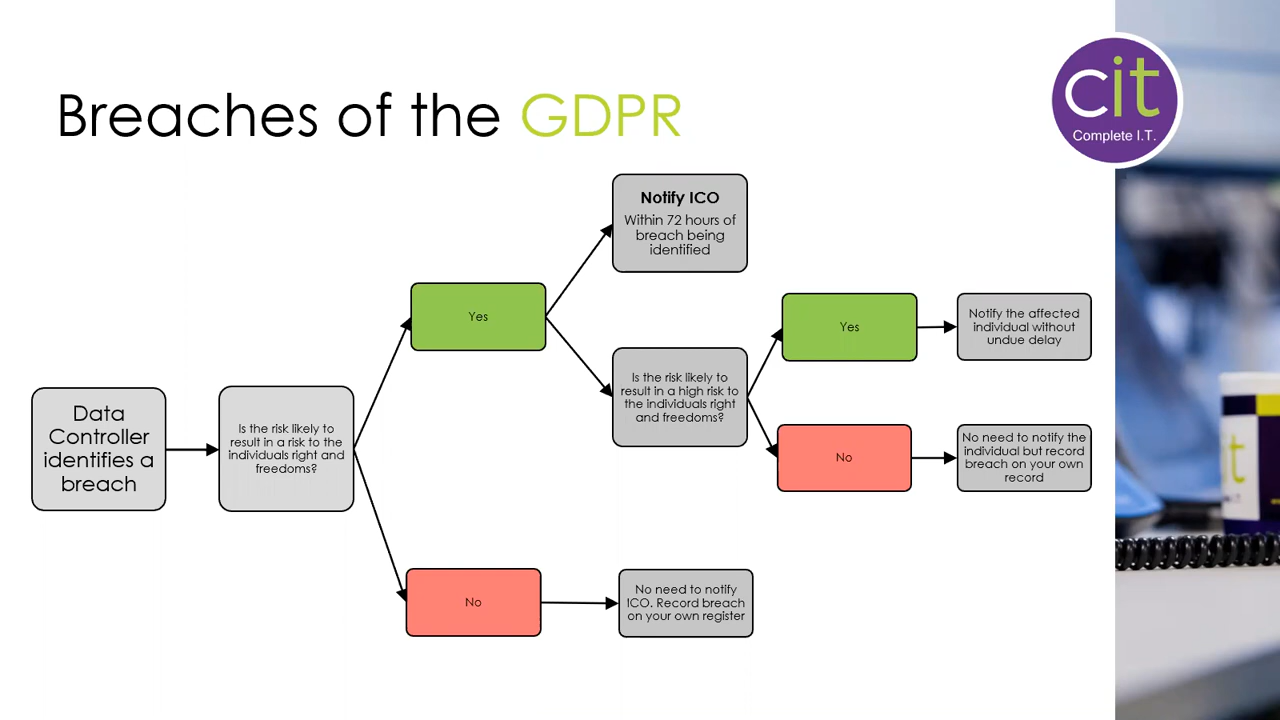 Breaches of the GDPR
cit
Complete I.T.
Notify ICO
Within 72 hours of
breach being
identified
Yes
Yes
Notify the affected
individual without
undue delay
Data
Controller
identifies a
breach
Is the risk likely to
result in a risk to the
individuals right and
freedoms?
Is the risk likely to
result in a high risk to
the individuals right
and freedoms?
No
No need to notify the
individual but record
breach on your own
record
No
No need to notify
ICO. Record breach
on your own register
it